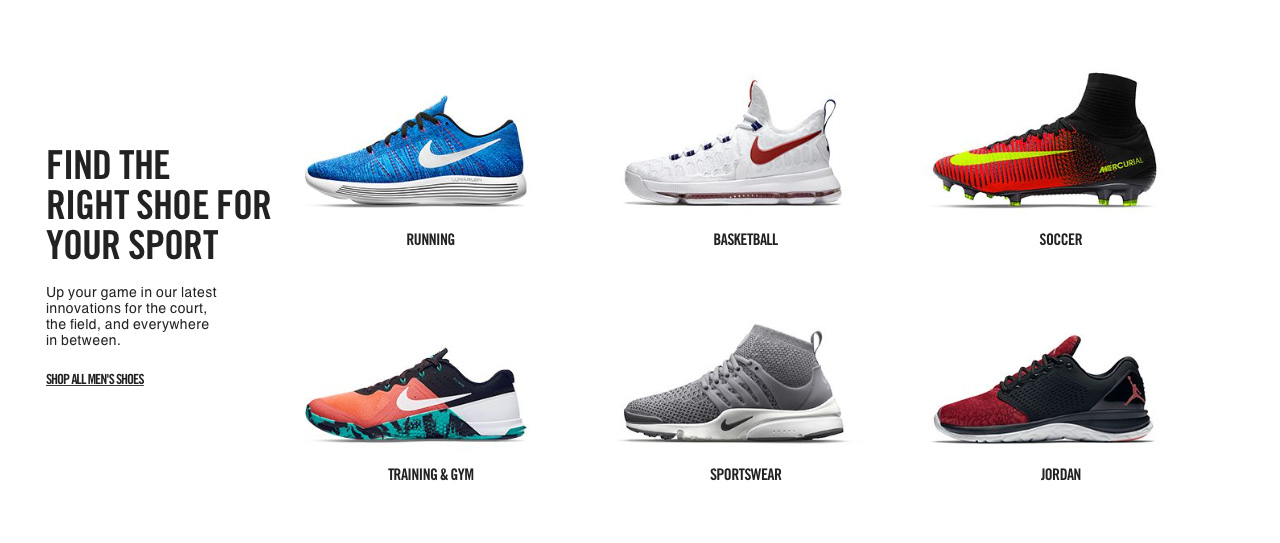 FIND THE
RIGHT SHOE FOR
YOUR SPORT
Up your game in our latest
innovations for the court,
the field, and everywhere
in between.
SHOP ALL MEN'S SHOES
RUNNING
BASKETBALL
MERCURIAL
SOCCER
TRAINING & GYM
SPORTSWEAR
JORDAN